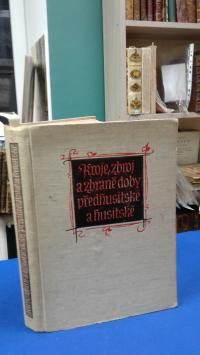 Kroje, zbroj
a zbraně doby
předhusitské
a husitské